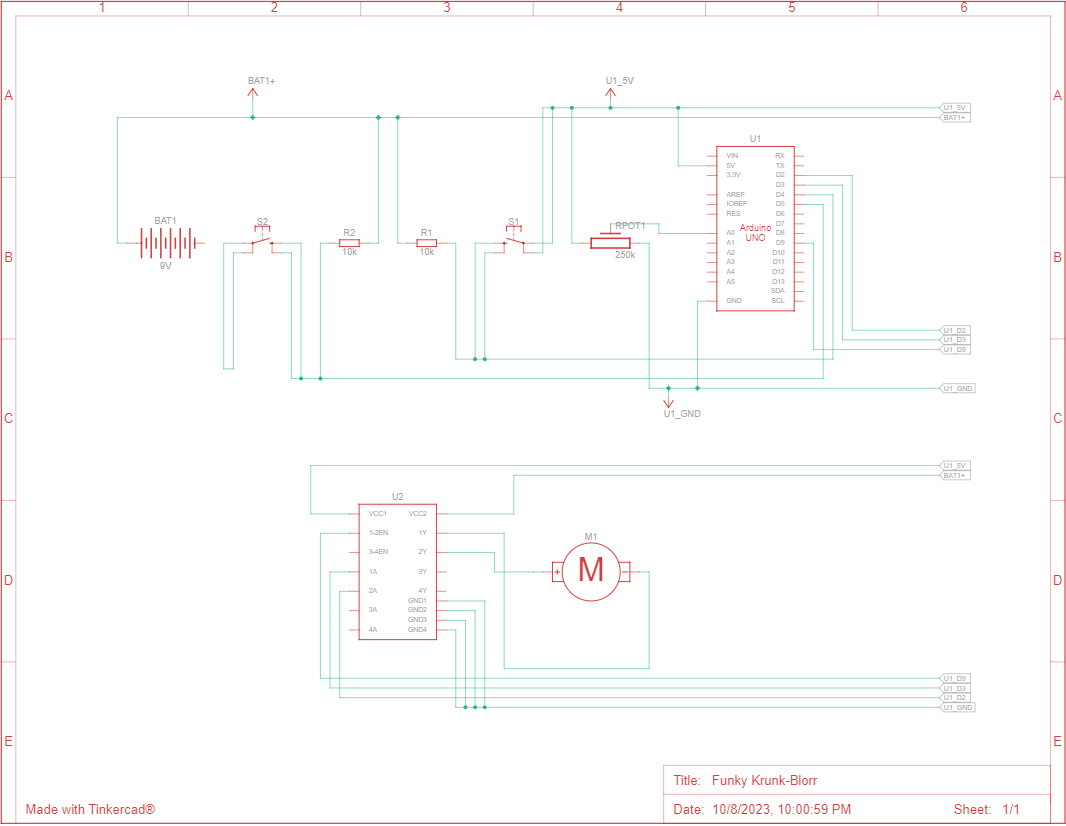 1 2 3 4 5 6
A A
BAT1+ U1_5V
U1_5V
BAT1+
U1
VIN RX
5V TX
3.3V D2
D3
AREF D4
IOREF D5
RES D6
D7
A0 D8
A1 D9
A2 D10
A3 D11
A4 D12
A5 D13
SDA
GND SCL
Arduino
UNO
B B
BAT1 S2 R2 R1 S1 RPOT1
9V 10k 10k 250k
U1_D2
U1_D3
U1_D9
U1_GND
U1_GND
C C
U1_5V
BAT1+
U2
VCC1 VCC2
1-2EN 1Y
3-4EN 2Y
1A 3Y
2A 4Y
GND1
3A GND2
GND3
4A GND4
M1
+ M -
D D
U1_D9
U1_D3
U1_D2
U1_GND
E E
Title: Funky Krunk-Blorr
Made with Tinkercad®
Date: 10/8/2023, 10:00:59 PM Sheet: 1/1